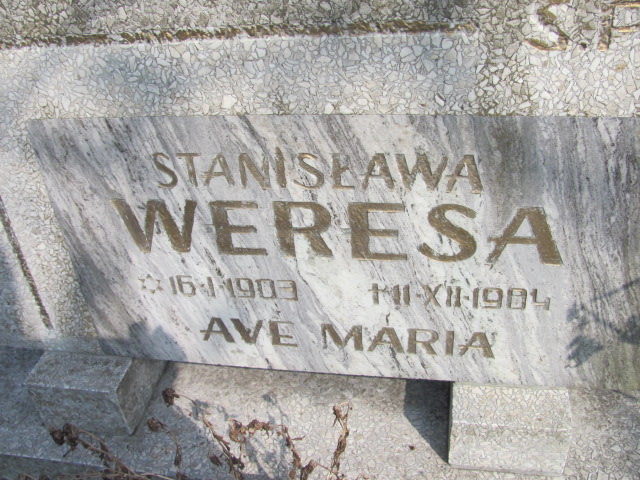 STANISŁAWA
WERESA
☆16·I·1903 †11·XII·1984
AVE MARIA